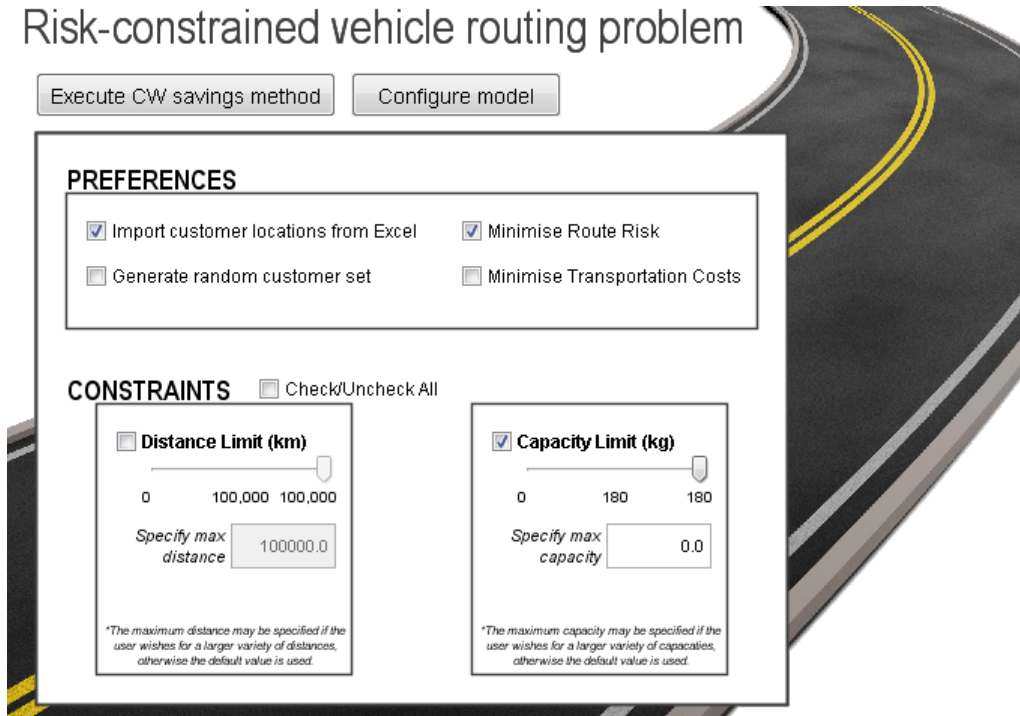 Risk-constrained vehicle routing problem
Execute CW savings method Configure model
PREFERENCES
Import customer locations from Excel Minimise Route Risk
Generate random customer set Minimise Transportation Costs
CONSTRAINTS Check/Uncheck All
Distance Limit (km)
0 100,000 100,000
Specify max
distance
100000.0
*The maximum distance may be specified if the
user wishes for a larger variety of distances,
otherwise the default value is used.
Capacity Limit (kg)
0 180 180
Specify max
capacity
0.0
*The maximum capacity may be specified if the
user wishes for a larger variety of capacaties,
otherwise the default value is used.